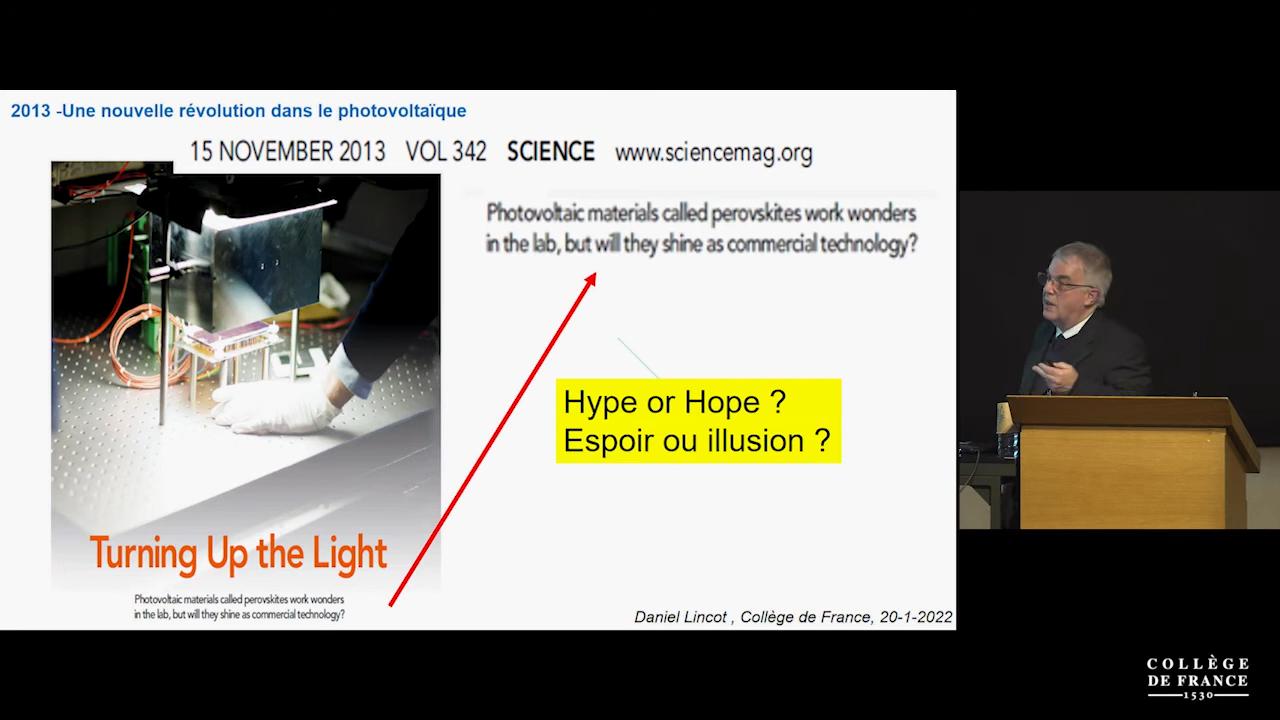 2013 -Une nouvelle révolution dans le photovoltaïque
15 NOVEMBER 2013 VOL 342 SCIENCE www.sciencemag.org
Photovoltaic materials called perovskites work wonders
in the lab, but will they shine as commercial technology?
Hype or Hope ?
Espoir ou illusion ?
Turning Up the Light
Photovoltaic materials called perovskites work wonders
in the lab, but will they shine as commercial technology?
Daniel Lincot , Collège de France, 20-1-2022
COLLÈGE
DE FRANCE
1530